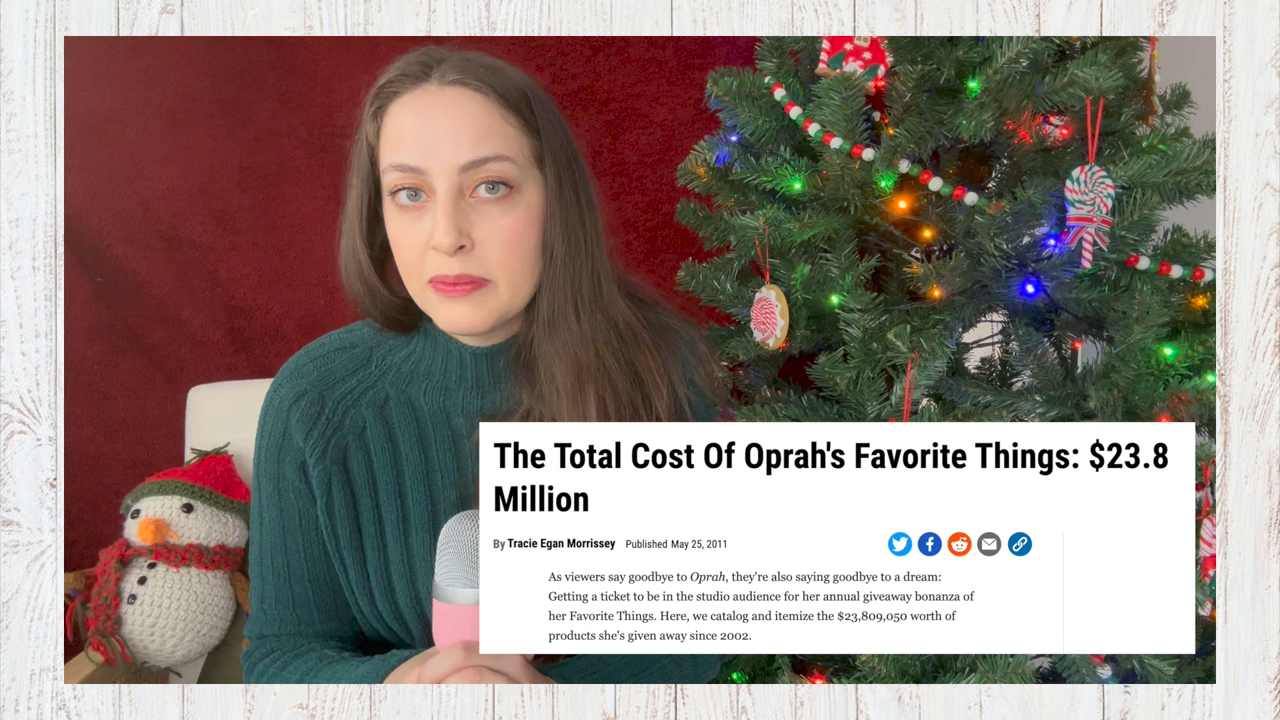 The Total Cost Of Oprah's Favorite Things: $23.8
Million
By Tracie Egan Morrissey Published May 25, 2011
As viewers say goodbye to Oprah, they're also saying goodbye to a dream:
Getting a ticket to be in the studio audience for her annual giveaway bonanza of
her Favorite Things. Here, we catalog and itemize the $23,809,050 worth of
products she's given away since 2002.